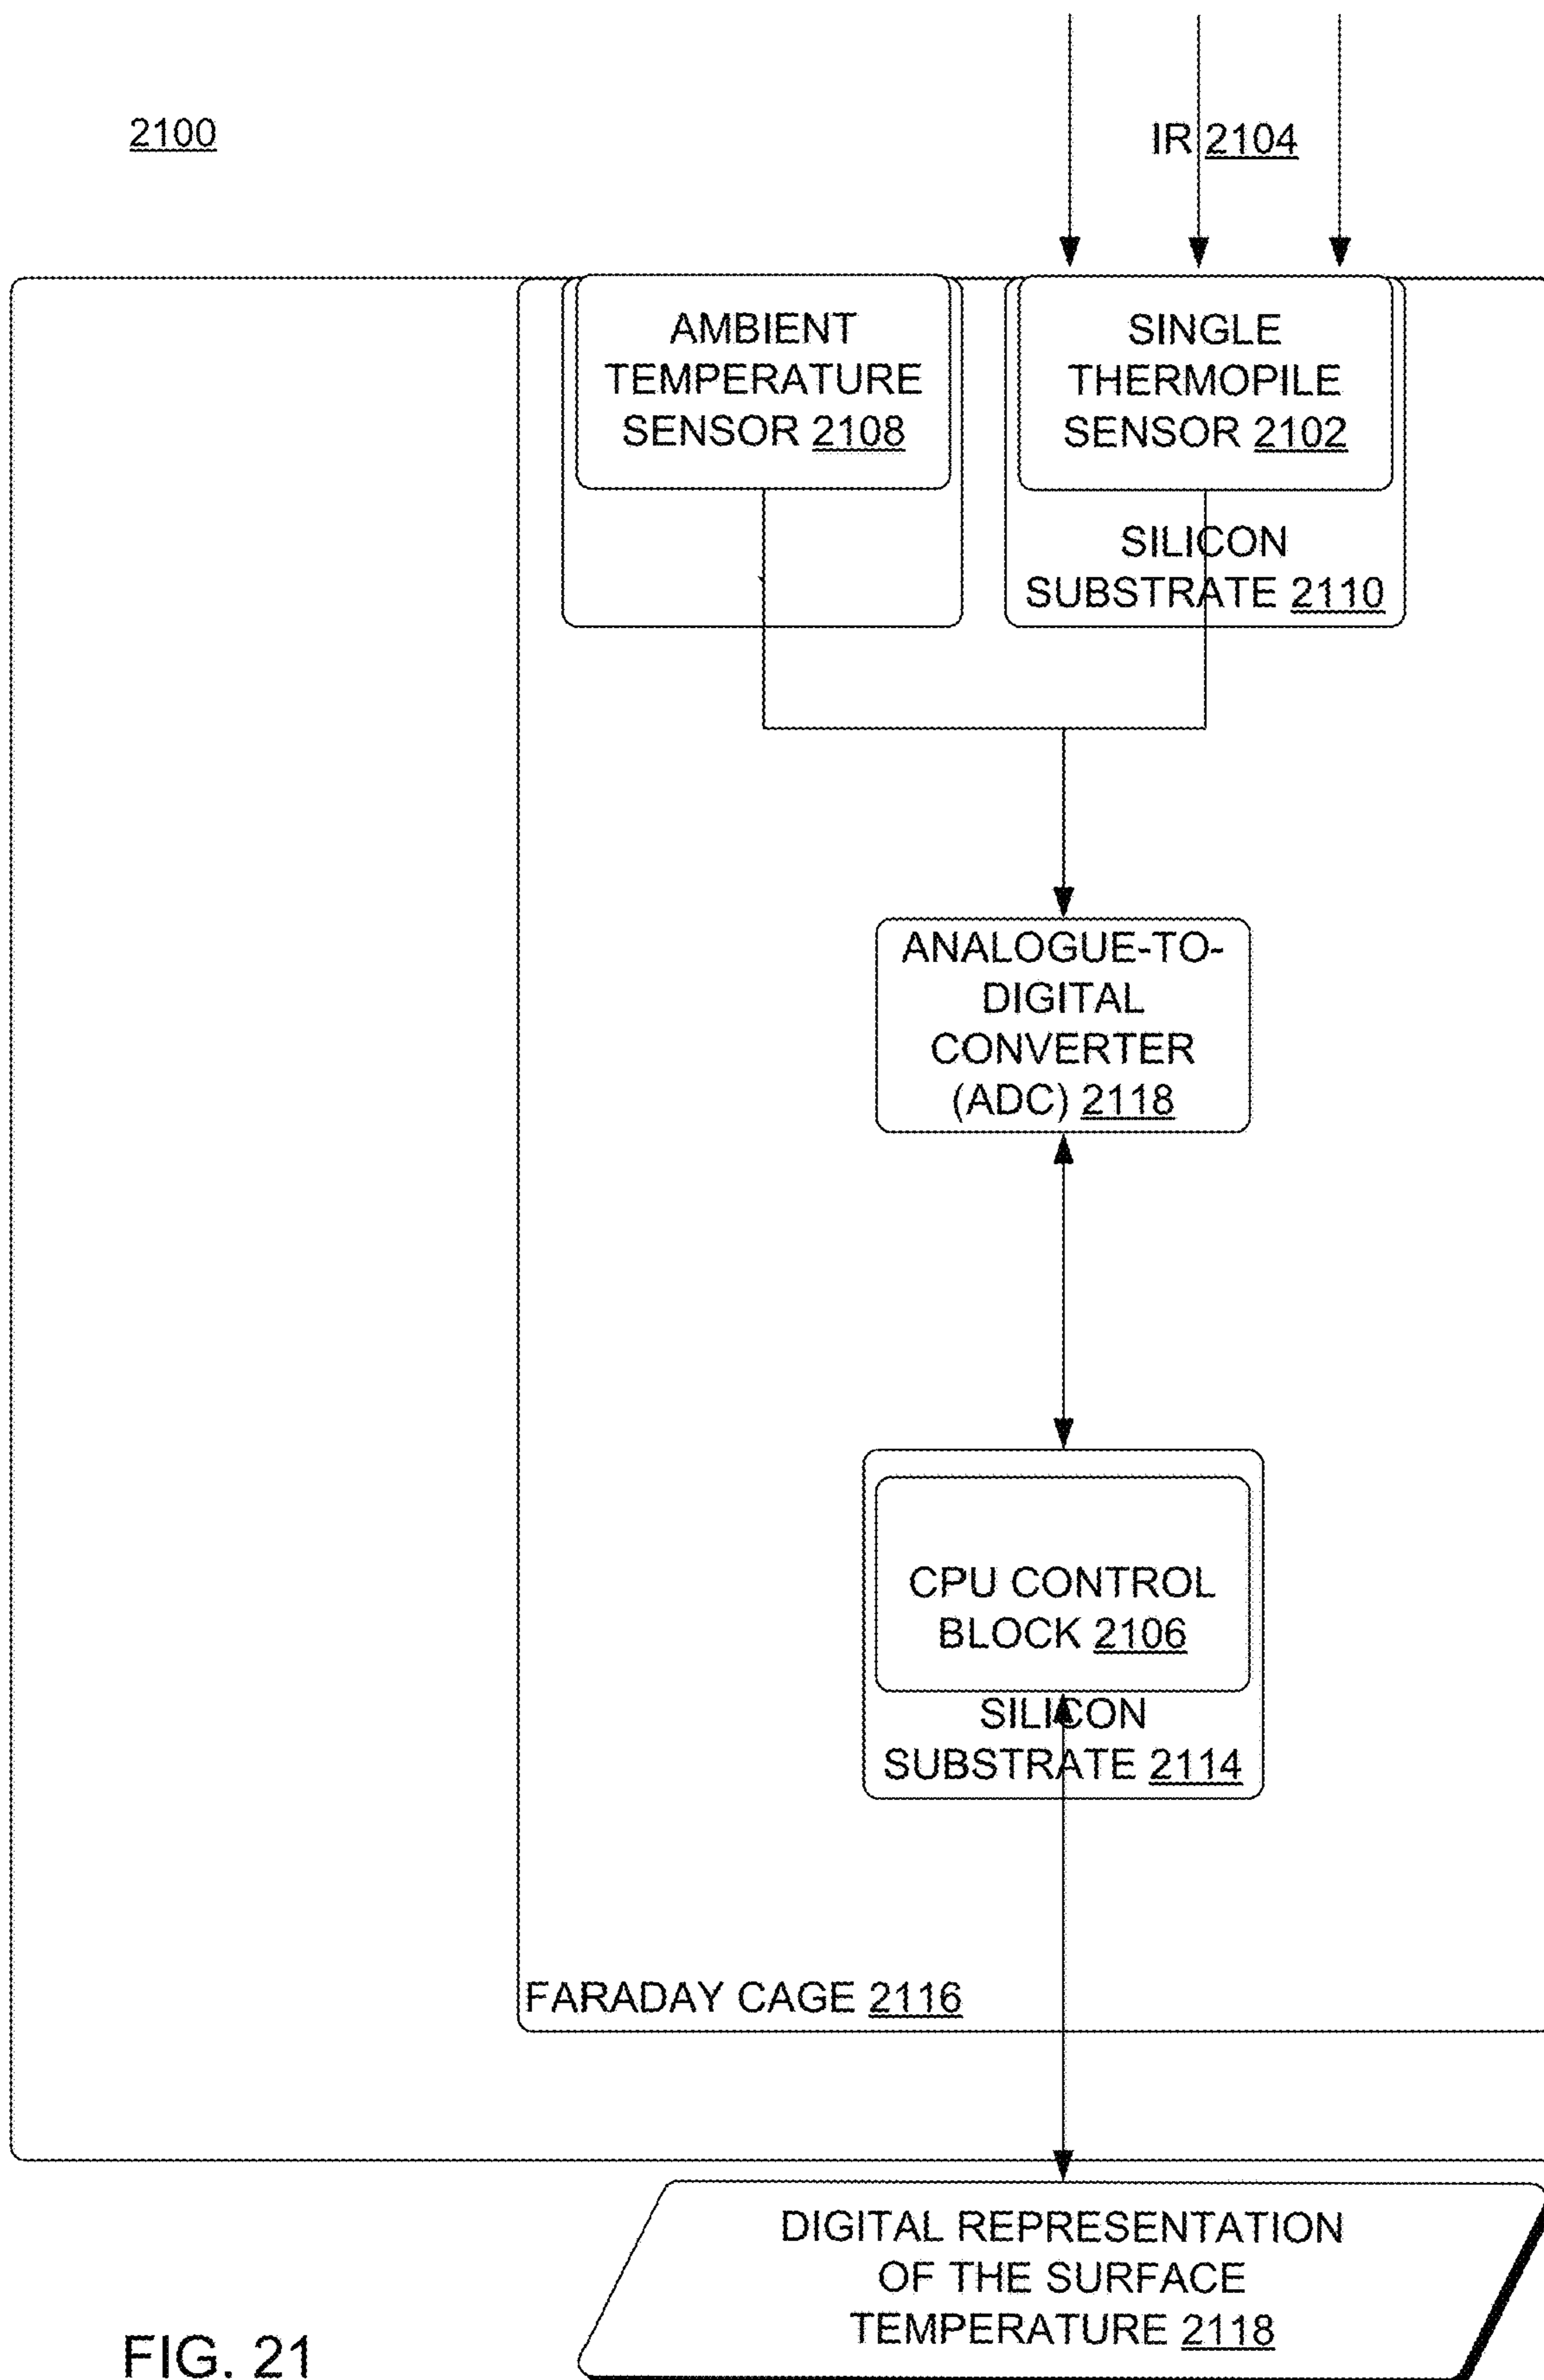 2100
IR 2104
AMBIENT
TEMPERATURE
SENSOR 2108
SINGLE
THERMOPILE
SENSOR 2102
SILICON
SUBSTRATE 2110
ANALOGUE-TO-
DIGITAL
CONVERTER
(ADC) 2118
CPU CONTROL
BLOCK 2106
SILICON
SUBSTRATE 2114
FARADAY CAGE 2116
DIGITAL REPRESENTATION
OF THE SURFACE
TEMPERATURE 2118
FIG. 21